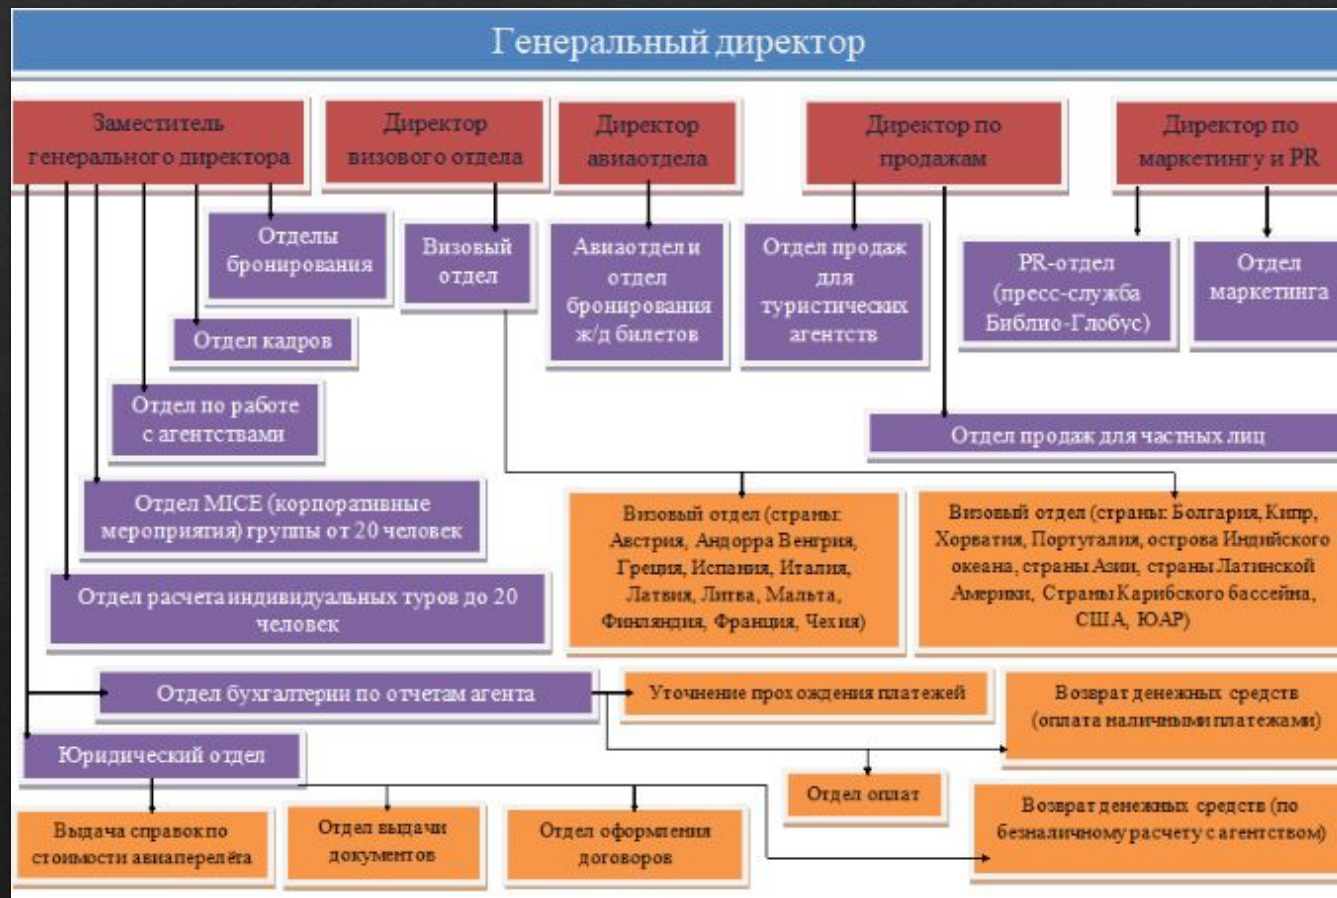 Генеральный директор
Заместитель
генерального директора
Директор
визового отдела
Директор
авиаотдела
Директор по
продажам
Директор по
маркетингу и PR
Отделы
бронирования
Визовый
отдел
Авиаотдел и
отдел
бронирования
ж/д билетов
Отдел продаж
для
туристических
агентств
PR-отдел
(пресс-служба
Библио-Глобус)
Отдел
маркетинга
Отдел кадров
Отдел по работе
с агентствами
Отдел продаж для частных лиц
Отдел MICE (корпоративные
мероприятия) группы от 20 человек
Визовый отдел (страны:
Австрия, Андорра Венгрия,
Греция, Испания, Италия,
Латвия, Литва, Мальта,
Финляндия, Франция, Чехия)
Визовый отдел (страны: Болгария, Кипр,
Хорватия, Португалия, острова Индийского
океана, страны Азии, страны Латинской
Америки, Страны Карибского бассейна,
США, ЮАР)
Отдел расчета индивидуальных туров до 20
человек
Отдел бухгалтерии по отчетам агента
Уточнение прохождения платежей
Возврат денежных средств
(оплата наличными платежами)
Юридический отдел
Отдел оплат
Выдача справок по
стоимости авиаперелёта
Отдел выдачи
документов
Отдел оформления
договоров
Возврат денежных средств (по
безналичному расчету с агентством)